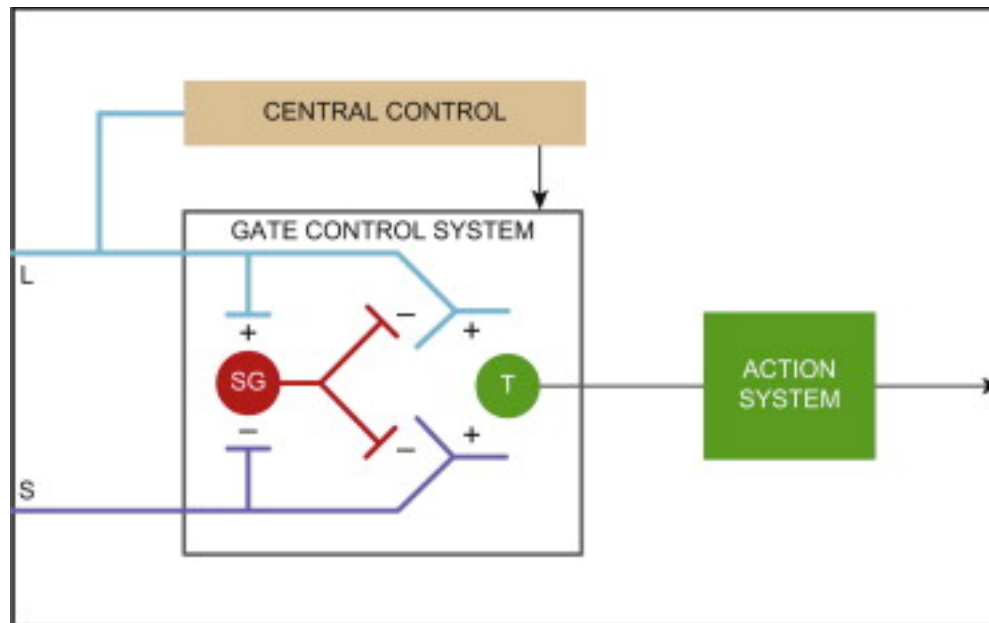 CENTRAL CONTROL
GATE CONTROL SYSTEM
L
+
–
+
SG
T
ACTION
SYSTEM
–
–
+
S